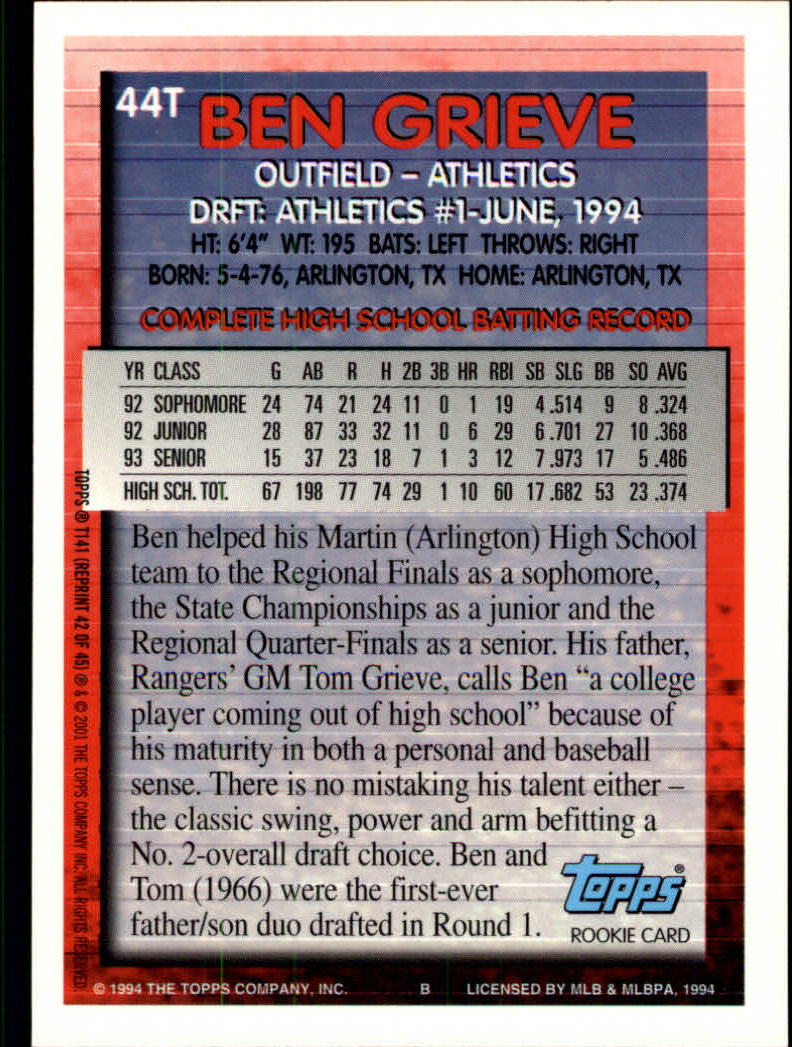 44T
BEN GRIEVE
OUTFIELD – ATHLETICS
DRFT: ATHLETICS #1-JUNE, 1994
HT: 6'4" WT: 195 BATS: LEFT THROWS: RIGHT
BORN: 5-4-76, ARLINGTON, TX HOME: ARLINGTON, TX
COMPLETE HIGH SCHOOL BATTING RECORD
YR CLASS G AB R H 2B 3B HR RBI SB SLG BB SO AVG
92 SOPHOMORE 24 74 21 24 11 0 1 19 4 .514 9 8 .324
92 JUNIOR 28 87 33 32 11 0 6 29 6 .701 27 10 .368
93 SENIOR 15 37 23 18 7 1 3 12 7 .973 17 5 .486
HIGH SCH. TOT. 67 198 77 74 29 1 10 60 17 .682 53 23 .374
Ben helped his Martin (Arlington) High School
team to the Regional Finals as a sophomore,
the State Championships as a junior and the
Regional Quarter-Finals as a senior. His father,
Rangers' GM Tom Grieve, calls Ben "a college
player coming out of high school" because of
his maturity in both a personal and baseball
sense. There is no mistaking his talent either –
the classic swing, power and arm befitting a
No. 2-overall draft choice. Ben and
Tom (1966) were the first-ever
father/son duo drafted in Round 1.
topps®
ROOKIE CARD
TOPPS ® T141 (REPRINT 42 OF 45) ® & © 2001 THE TOPPS COMPANY, INC. ALL RIGHTS RESERVED.
© 1994 THE TOPPS COMPANY, INC. B LICENSED BY MLB & MLBPA, 1994